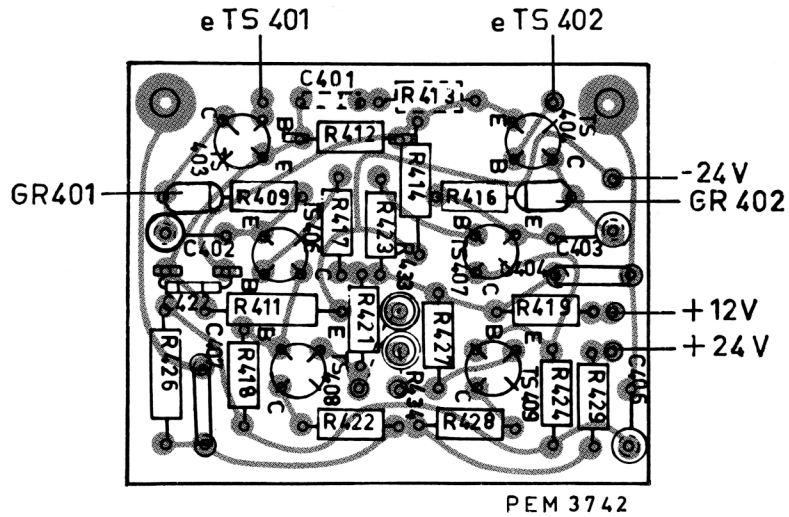 e TS 401
e TS 402
C401
R413
C
B
R412
E
TS
404
TS
403
E
B
C
R414
-24V
GR401
R409
R416
GR 402
E
TS406
R417
R423
B
E
C402
TS407
C403
C
R433
C
404
C422
R411
R419
+12V
B
E
R421
B
E
+24V
R426
C407
R418
TS408
R427
R424
R429
C406
C
R434
C
TS409
R422
R428
PEM 3742